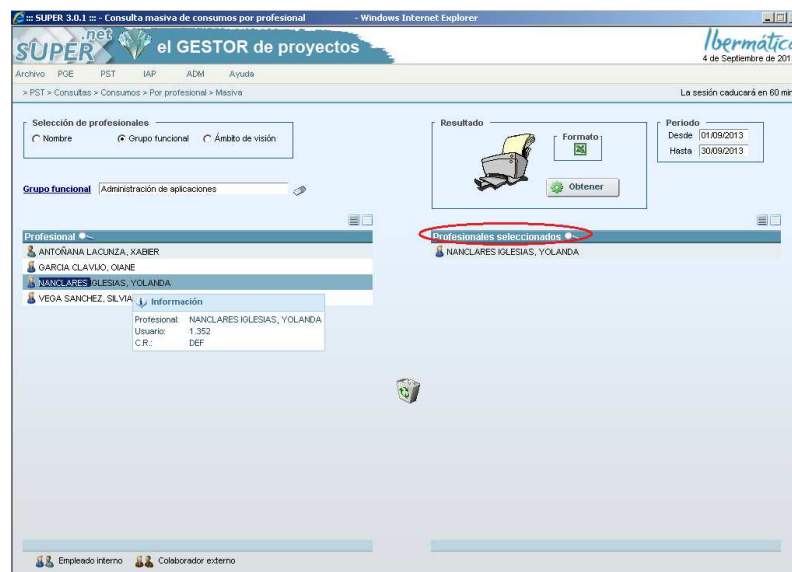 ::: SUPER 3.0.1 ::: - Consulta masiva de consumos por profesional - Windows Internet Explorer
SUPER.net el GESTOR de proyectos
Ibermática
4 de Septiembre de 201
Archivo PGE PST IAP ADM Ayuda
> PST > Consultas > Consumos > Por profesional > Masiva
La sesión caducará en 60 min
Selección de profesionales
Nombre Grupo funcional Ámbito de visión
Resultado
Formato
Obtener
Periodo
Desde 01/09/2013
Hasta 30/09/2013
Grupo funcional Administración de aplicaciones
Profesional
ANTOÑANA LACUNZA, XABIER
GARCIA CLAVIJO, OIANE
NANCLARES IGLESIAS, YOLANDA
VEGA SANCHEZ, SILVIA
Información
Profesional: NANCLARES IGLESIAS, YOLANDA
Usuario: 1.352
C.R.: DEF
Profesionales seleccionados
NANCLARES IGLESIAS, YOLANDA
Empleado interno Colaborador externo